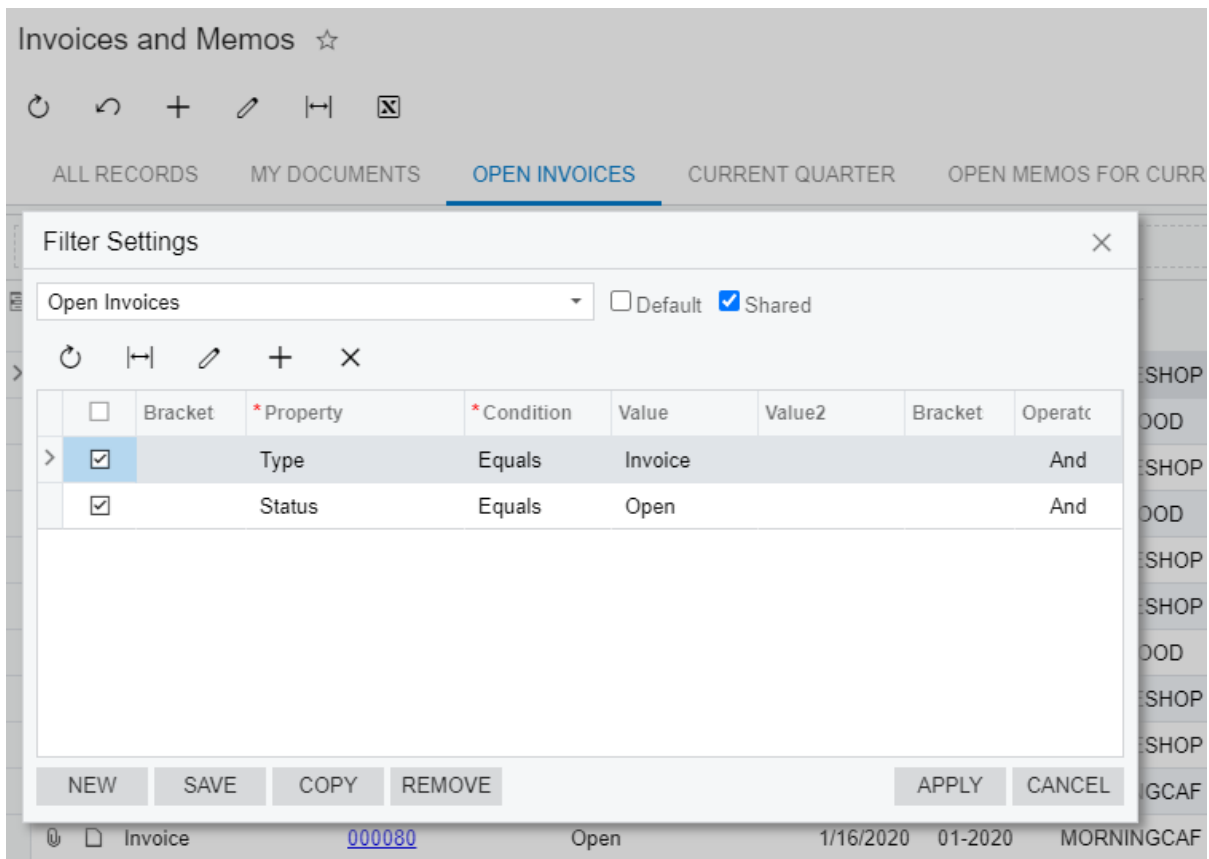 Invoices and Memos
ALL RECORDS MY DOCUMENTS OPEN INVOICES CURRENT QUARTER OPEN MEMOS FOR CURR
Filter Settings
Open Invoices Default Shared
Bracket *Property *Condition Value Value2 Bracket Operato
Type Equals Invoice And
Status Equals Open And
ESHOP
OOD
ESHOP
OOD
ESHOP
ESHOP
OOD
ESHOP
ESHOP
NGCAF
NEW SAVE COPY REMOVE APPLY CANCEL
Invoice 000080 Open 1/16/2020 01-2020 MORNINGCAF